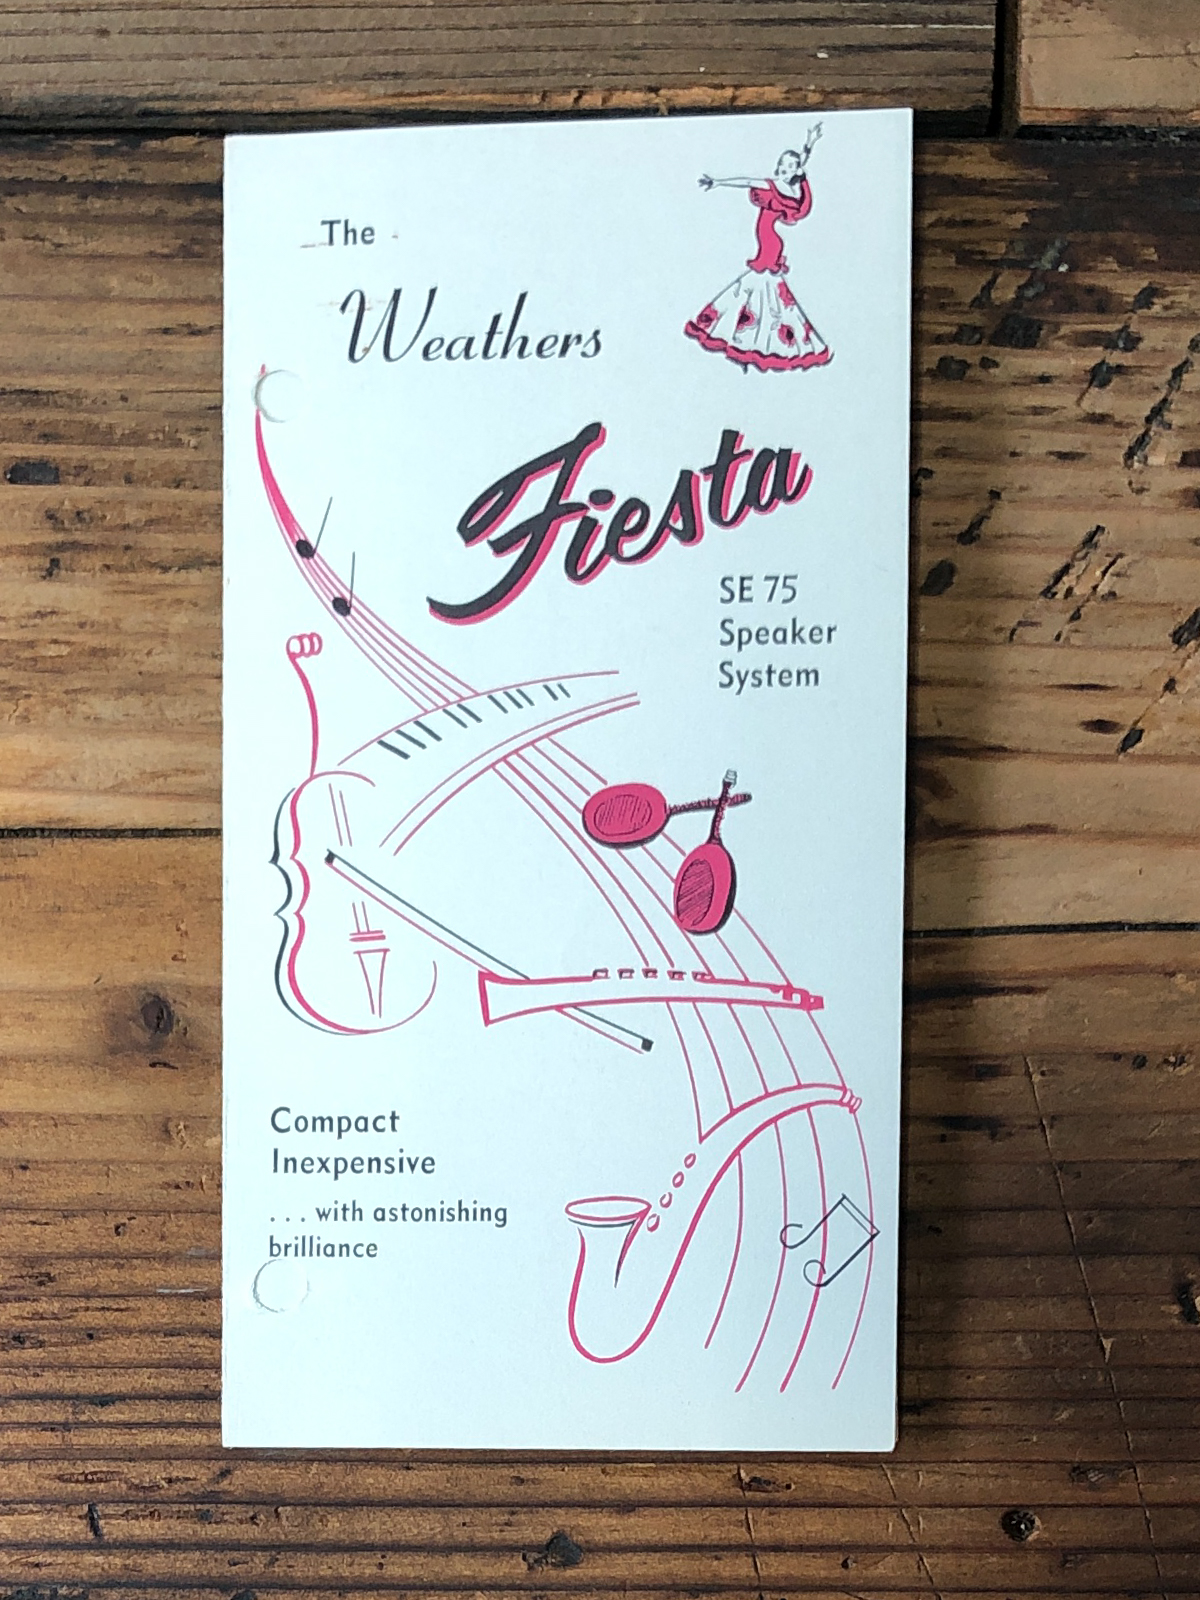 The
Weathers
Fiesta
SE 75
Speaker
System
Compact
Inexpensive
... with astonishing
brilliance